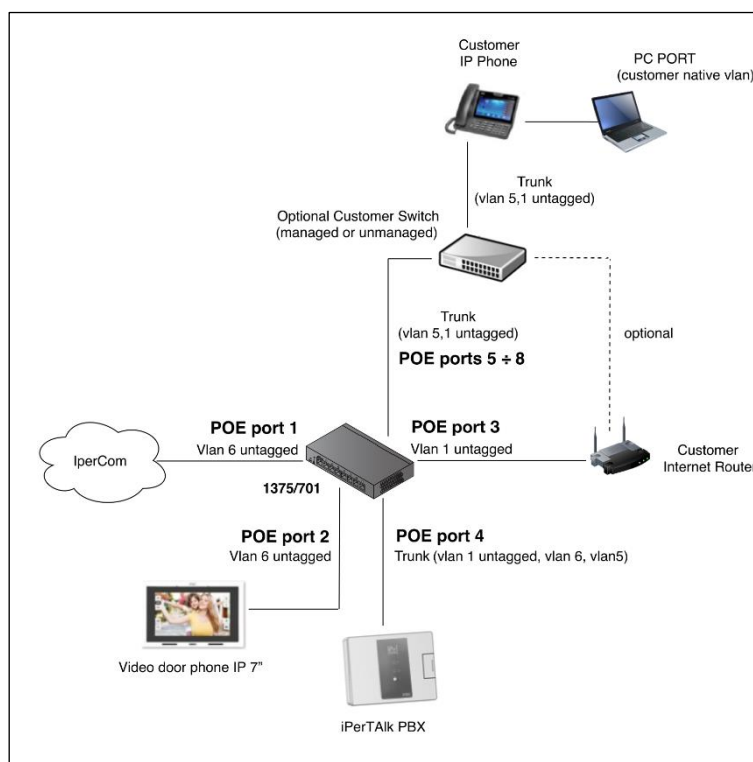 Customer
IP Phone
PC PORT
(customer native vlan)
Trunk
(vlan 5,1 untagged)
Optional Customer Switch
(managed or unmanaged)
Trunk
(vlan 5,1 untagged)
POE ports 5 ÷ 8
optional
POE port 1
Vlan 6 untagged
POE port 3
Vlan 1 untagged
IperCom
Customer
Internet Router
1375/701
POE port 2
Vlan 6 untagged
POE port 4
Trunk (vlan 1 untagged, vlan 6, vlan5)
Video door phone IP 7"
iPerTAlk PBX